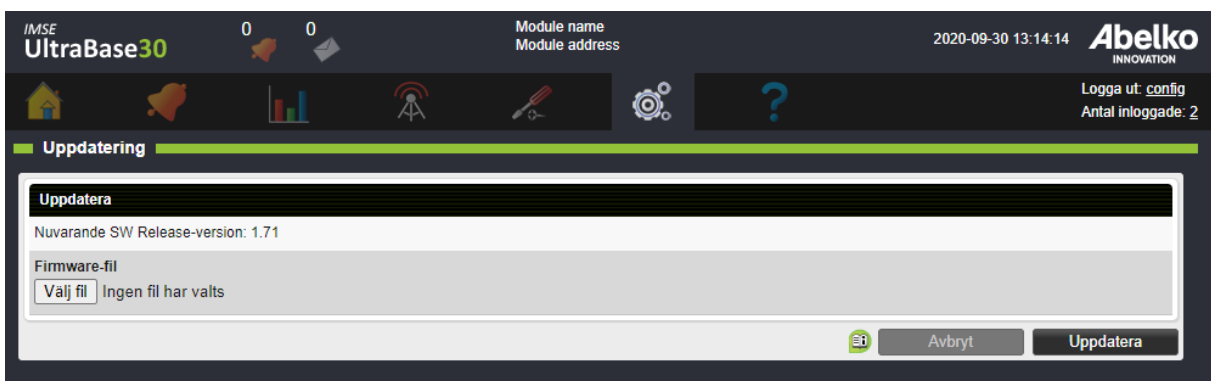 IMSE
UltraBase30
0
0
Module name
Module address
2020-09-30 13:14:14
Abelko
INNOVATION
Logga ut: config
Antal inloggade: 2
Uppdatering
Uppdatera
Nuvarande SW Release-version: 1.71
Firmware-fil
Välj fil Ingen fil har valts
Avbryt
Uppdatera